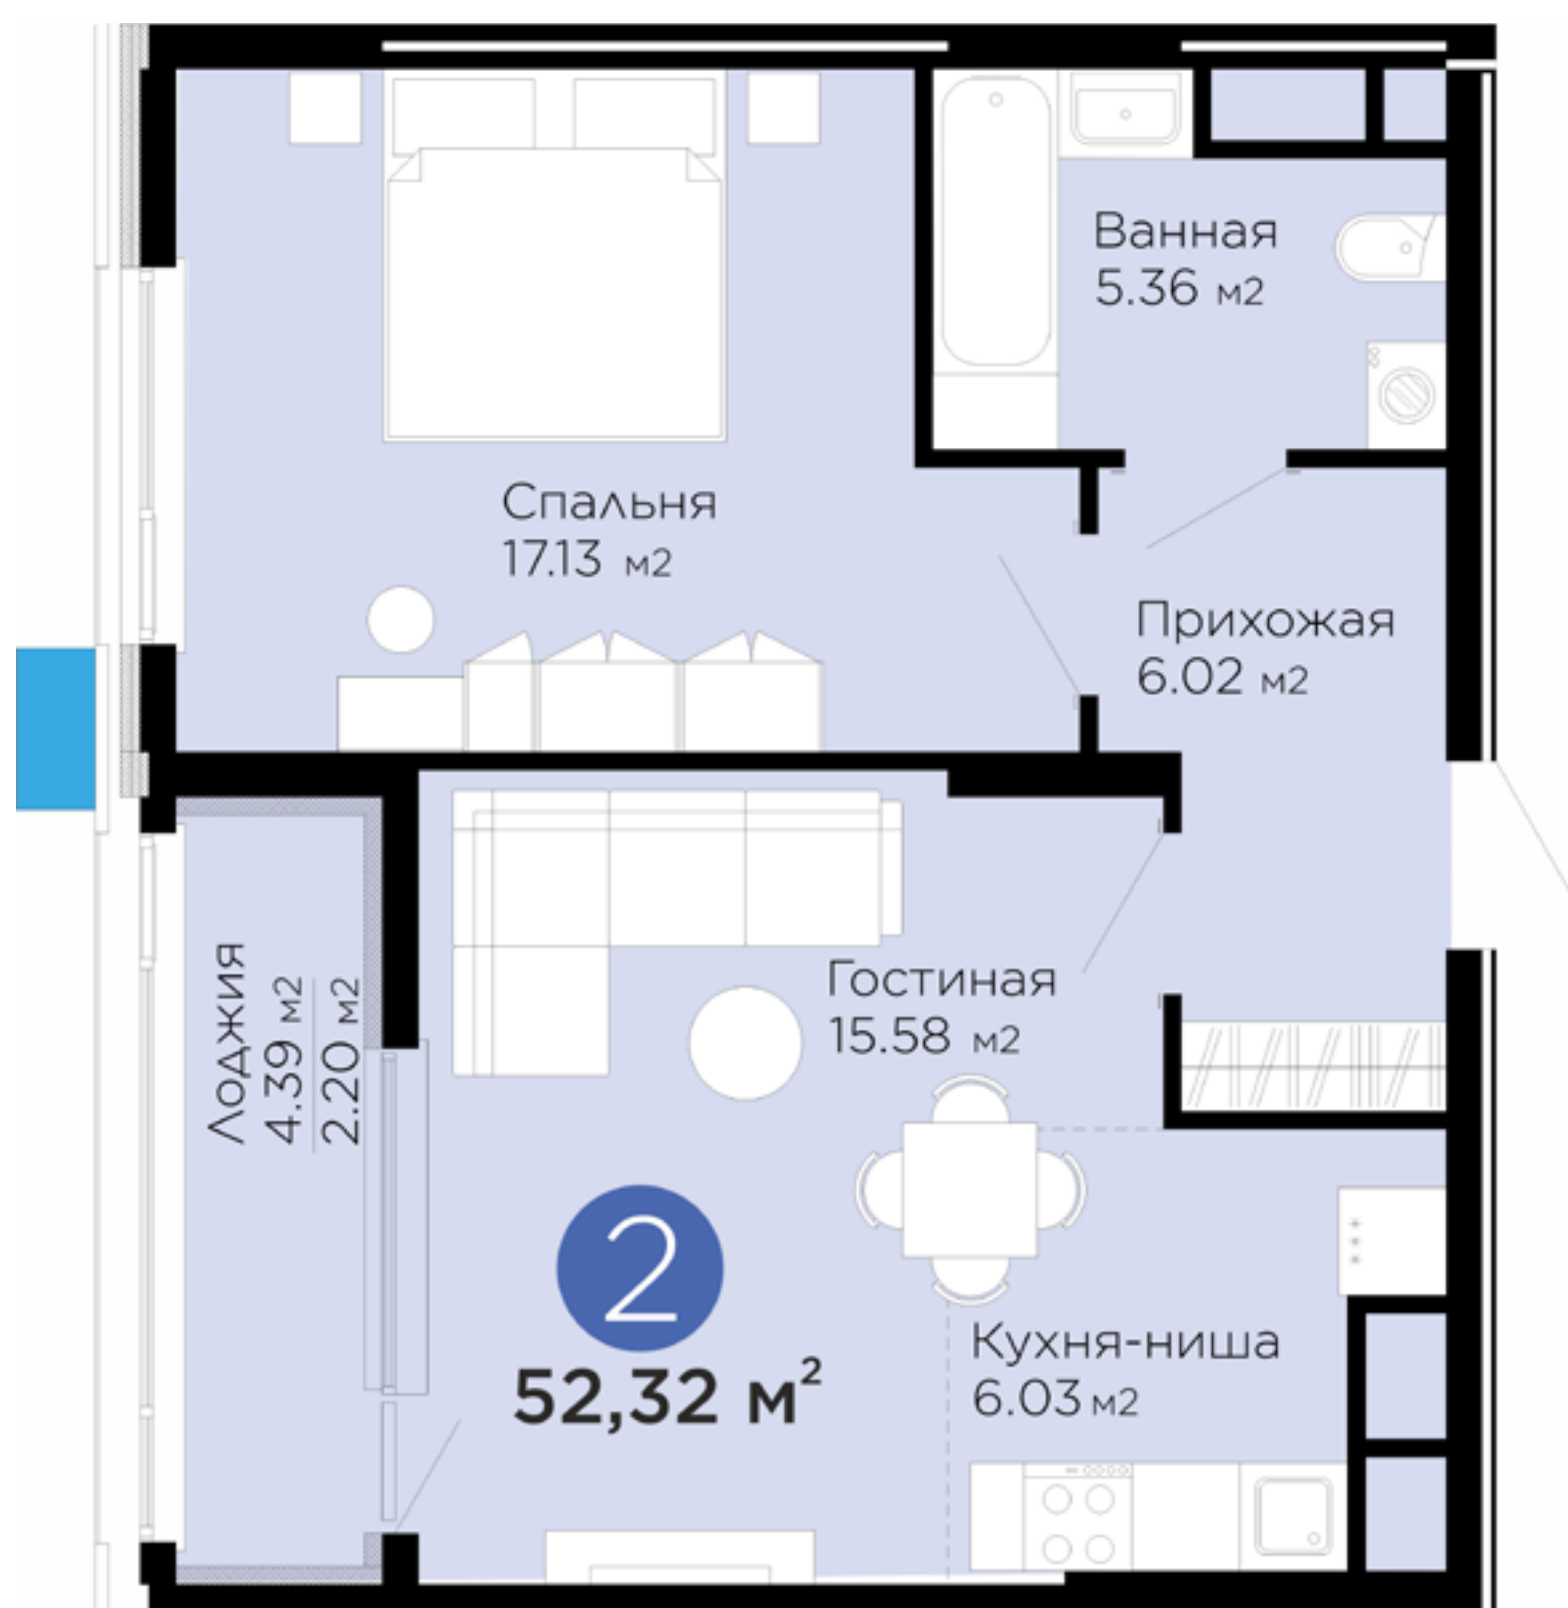 Ванная
5.36 м2
Спальня
17.13 м2
Прихожая
6.02 м2
Лоджия
4.39 м2
2.20 м2
Гостиная
15.58 м2
2
52,32 м²
Кухня-ниша
6.03 м2